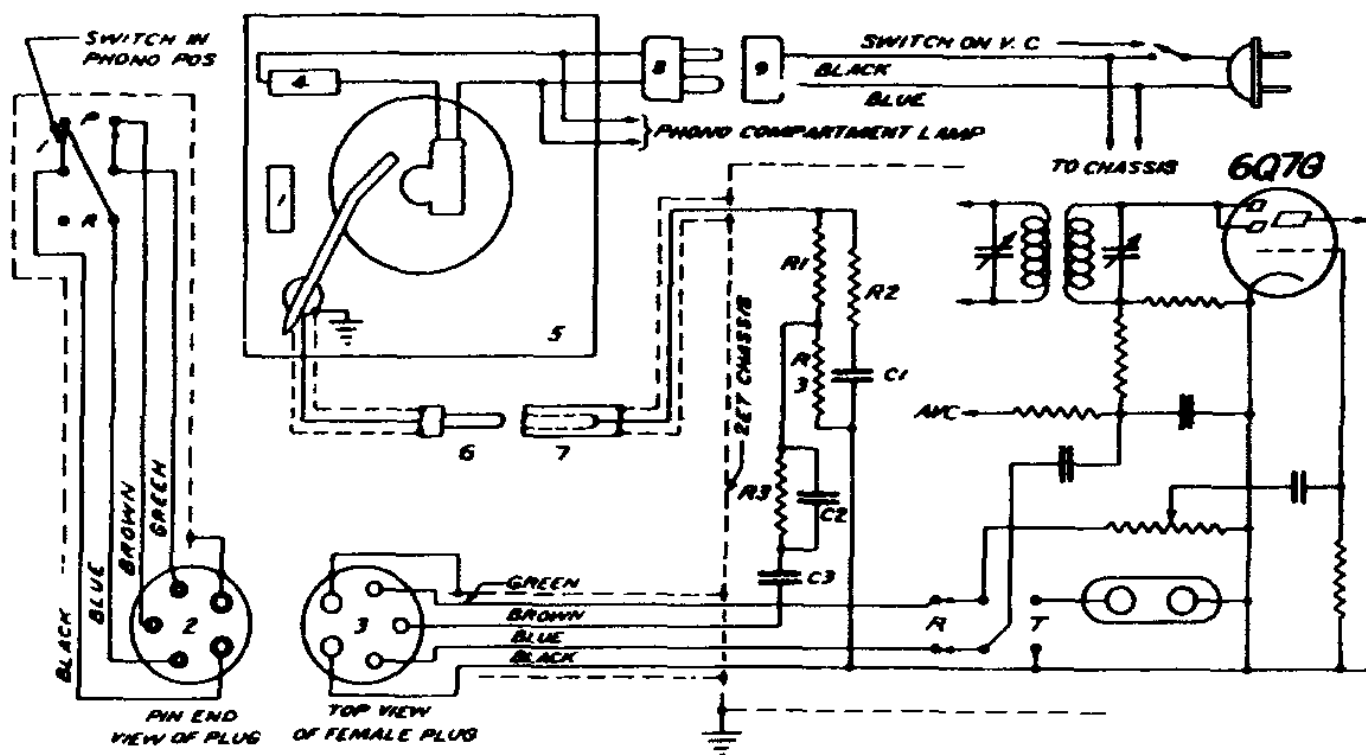 SWITCH IN
PHONO POS
P
R
4
1
5
8
9
SWITCH ON V. C
BLACK
BLUE
PHONO COMPARTMENT LAMP
TO CHASSIS
6Q7G
R1
R2
R
3
C1
SET CHASSIS
AVC
6
7
R3
C2
C3
BLACK
BLUE
BROWN
GREEN
2
3
GREEN
BROWN
BLUE
BLACK
R
T
PIN END
VIEW OF PLUG
TOP VIEW
OF FEMALE PLUG